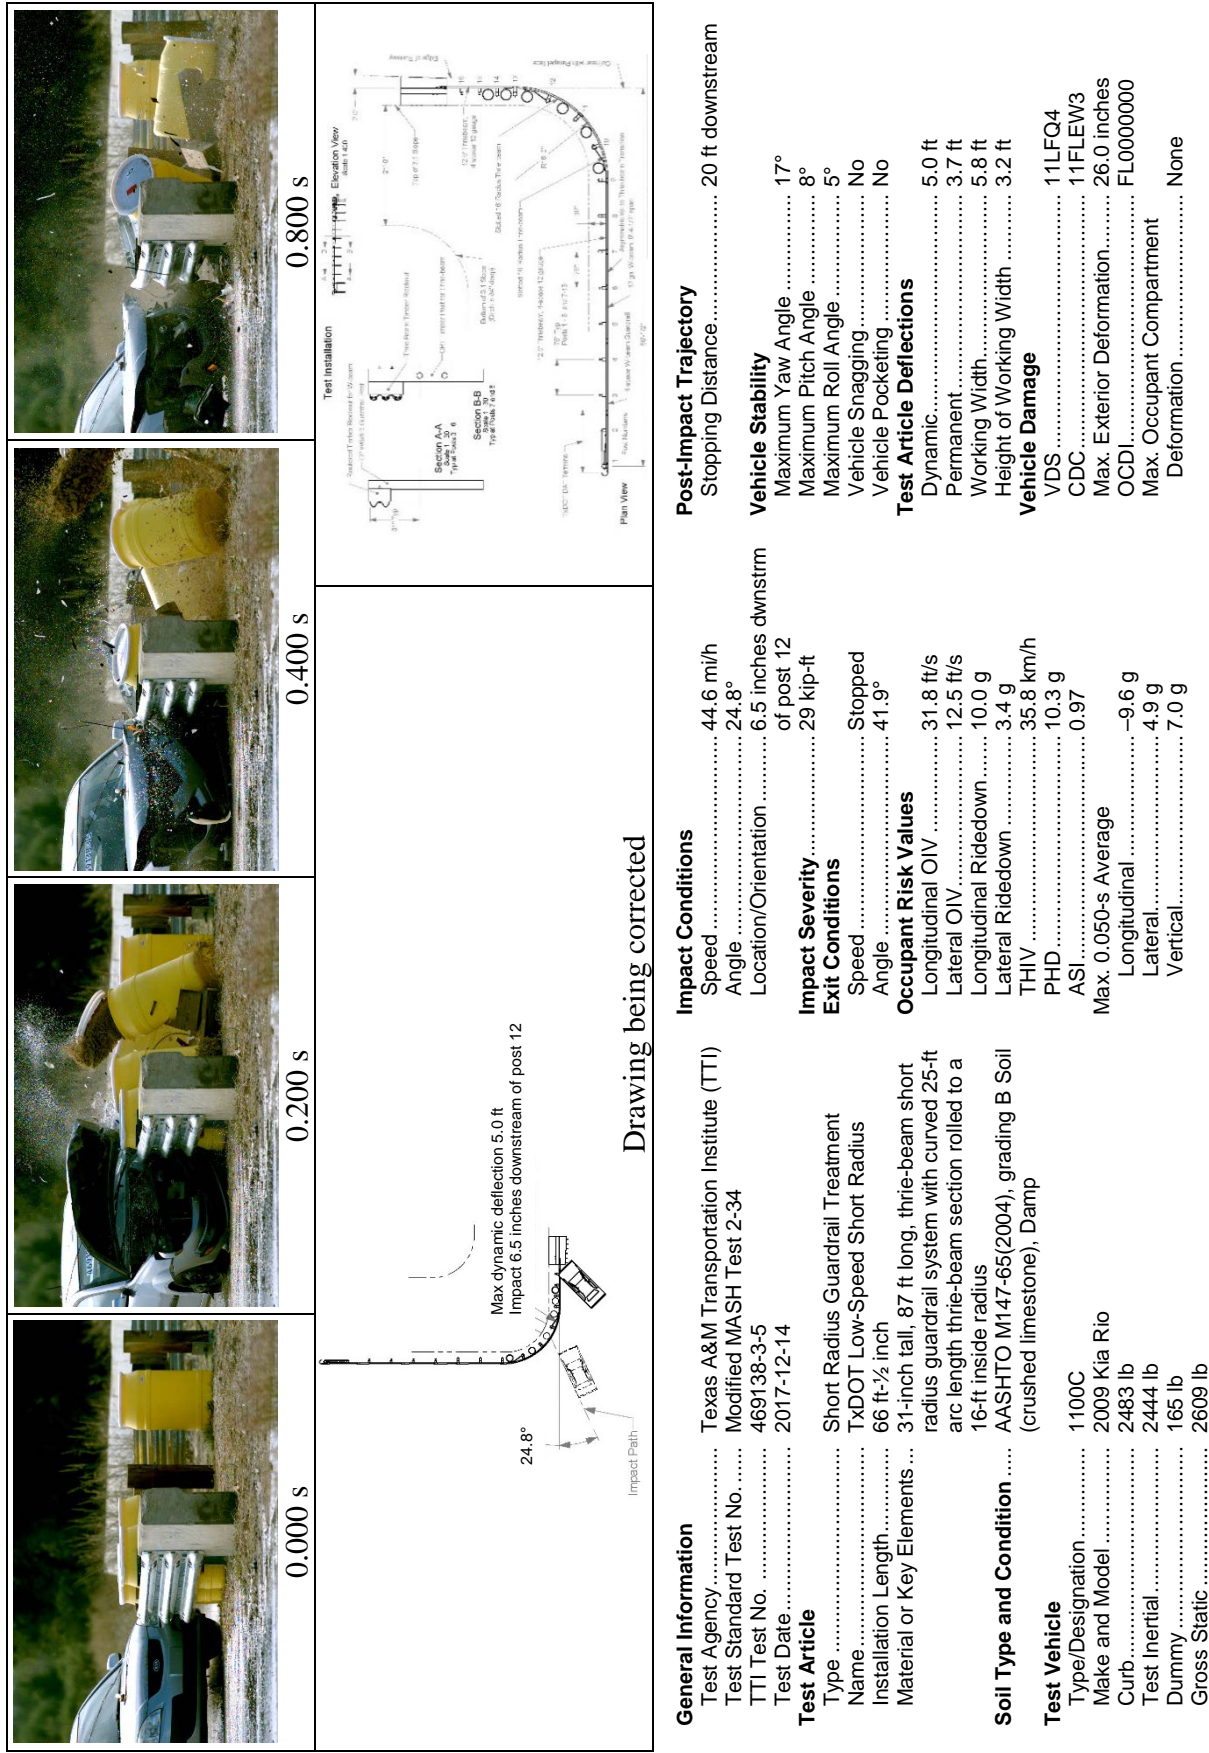 0.000 s
0.200 s
0.400 s
0.800 s
24.8°
Impact Path
Max dynamic deflection 5.0 ft
Impact 6.5 inches downstream of post 12
Drawing being corrected
Test Installation
Elevation View
Section A-A
Section B-B
Plan View
General Information
Test Agency Texas A&M Transportation Institute (TTI)
Test Standard Test No. Modified MASH Test 2-34
TTI Test No. 469138-3-5
Test Date 2017-12-14
Test Article
Type Short Radius Guardrail Treatment
Name TxDOT Low-Speed Short Radius
Installation Length 66 ft-½ inch
Material or Key Elements 31-inch tall, 87 ft long, thrie-beam short
radius guardrail system with curved 25-ft
arc length thrie-beam section rolled to a
16-ft inside radius
Soil Type and Condition AASHTO M147-65(2004), grading B Soil
(crushed limestone), Damp
Test Vehicle
Type/Designation 1100C
Make and Model 2009 Kia Rio
Curb 2483 lb
Test Inertial 2444 lb
Dummy 165 lb
Gross Static 2609 lb
Impact Conditions
Speed 44.6 mi/h
Angle 24.8°
Location/Orientation 6.5 inches dwnstrm
of post 12
Impact Severity 29 kip-ft
Exit Conditions
Speed Stopped
Angle 41.9°
Occupant Risk Values
Longitudinal OIV 31.8 ft/s
Lateral OIV 12.5 ft/s
Longitudinal Ridedown 10.0 g
Lateral Ridedown 3.4 g
THIV 35.8 km/h
PHD 10.3 g
ASI 0.97
Max. 0.050-s Average
Longitudinal −9.6 g
Lateral 4.9 g
Vertical 7.0 g
Post-Impact Trajectory
Stopping Distance 20 ft downstream
Vehicle Stability
Maximum Yaw Angle 17°
Maximum Pitch Angle 8°
Maximum Roll Angle 5°
Vehicle Snagging No
Vehicle Pocketing No
Test Article Deflections
Dynamic 5.0 ft
Permanent 3.7 ft
Working Width 5.8 ft
Height of Working Width 3.2 ft
Vehicle Damage
VDS 11LFQ4
CDC 11FLEW3
Max. Exterior Deformation 26.0 inches
OCDI FL0000000
Max. Occupant Compartment
Deformation None